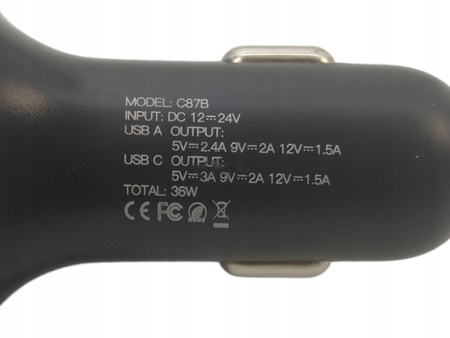 MODEL: C87B
INPUT: DC 12⎓24V
USB A OUTPUT:
5V⎓2.4A 9V⎓2A 12V⎓1.5A
USB C OUTPUT:
5V⎓3A 9V⎓2A 12V⎓1.5A
TOTAL: 36W
CE FC